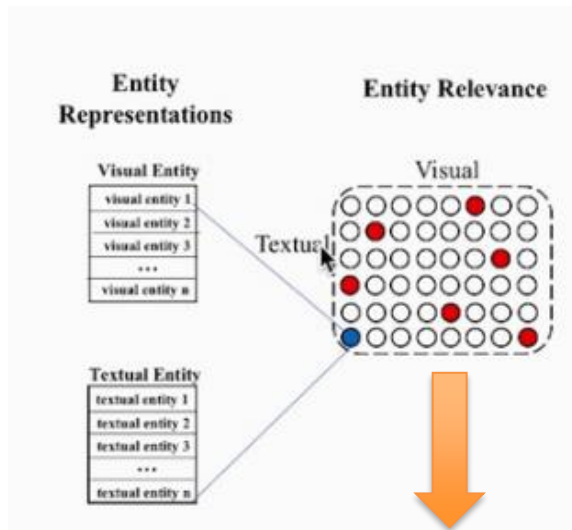 Entity
Representations
Visual Entity
visual entity 1
visual entity 2
visual entity 3
...
visual entity n
Textual Entity
textual entity 1
textual entity 2
textual entity 3
...
textual entity n
Entity Relevance
Visual
Textual